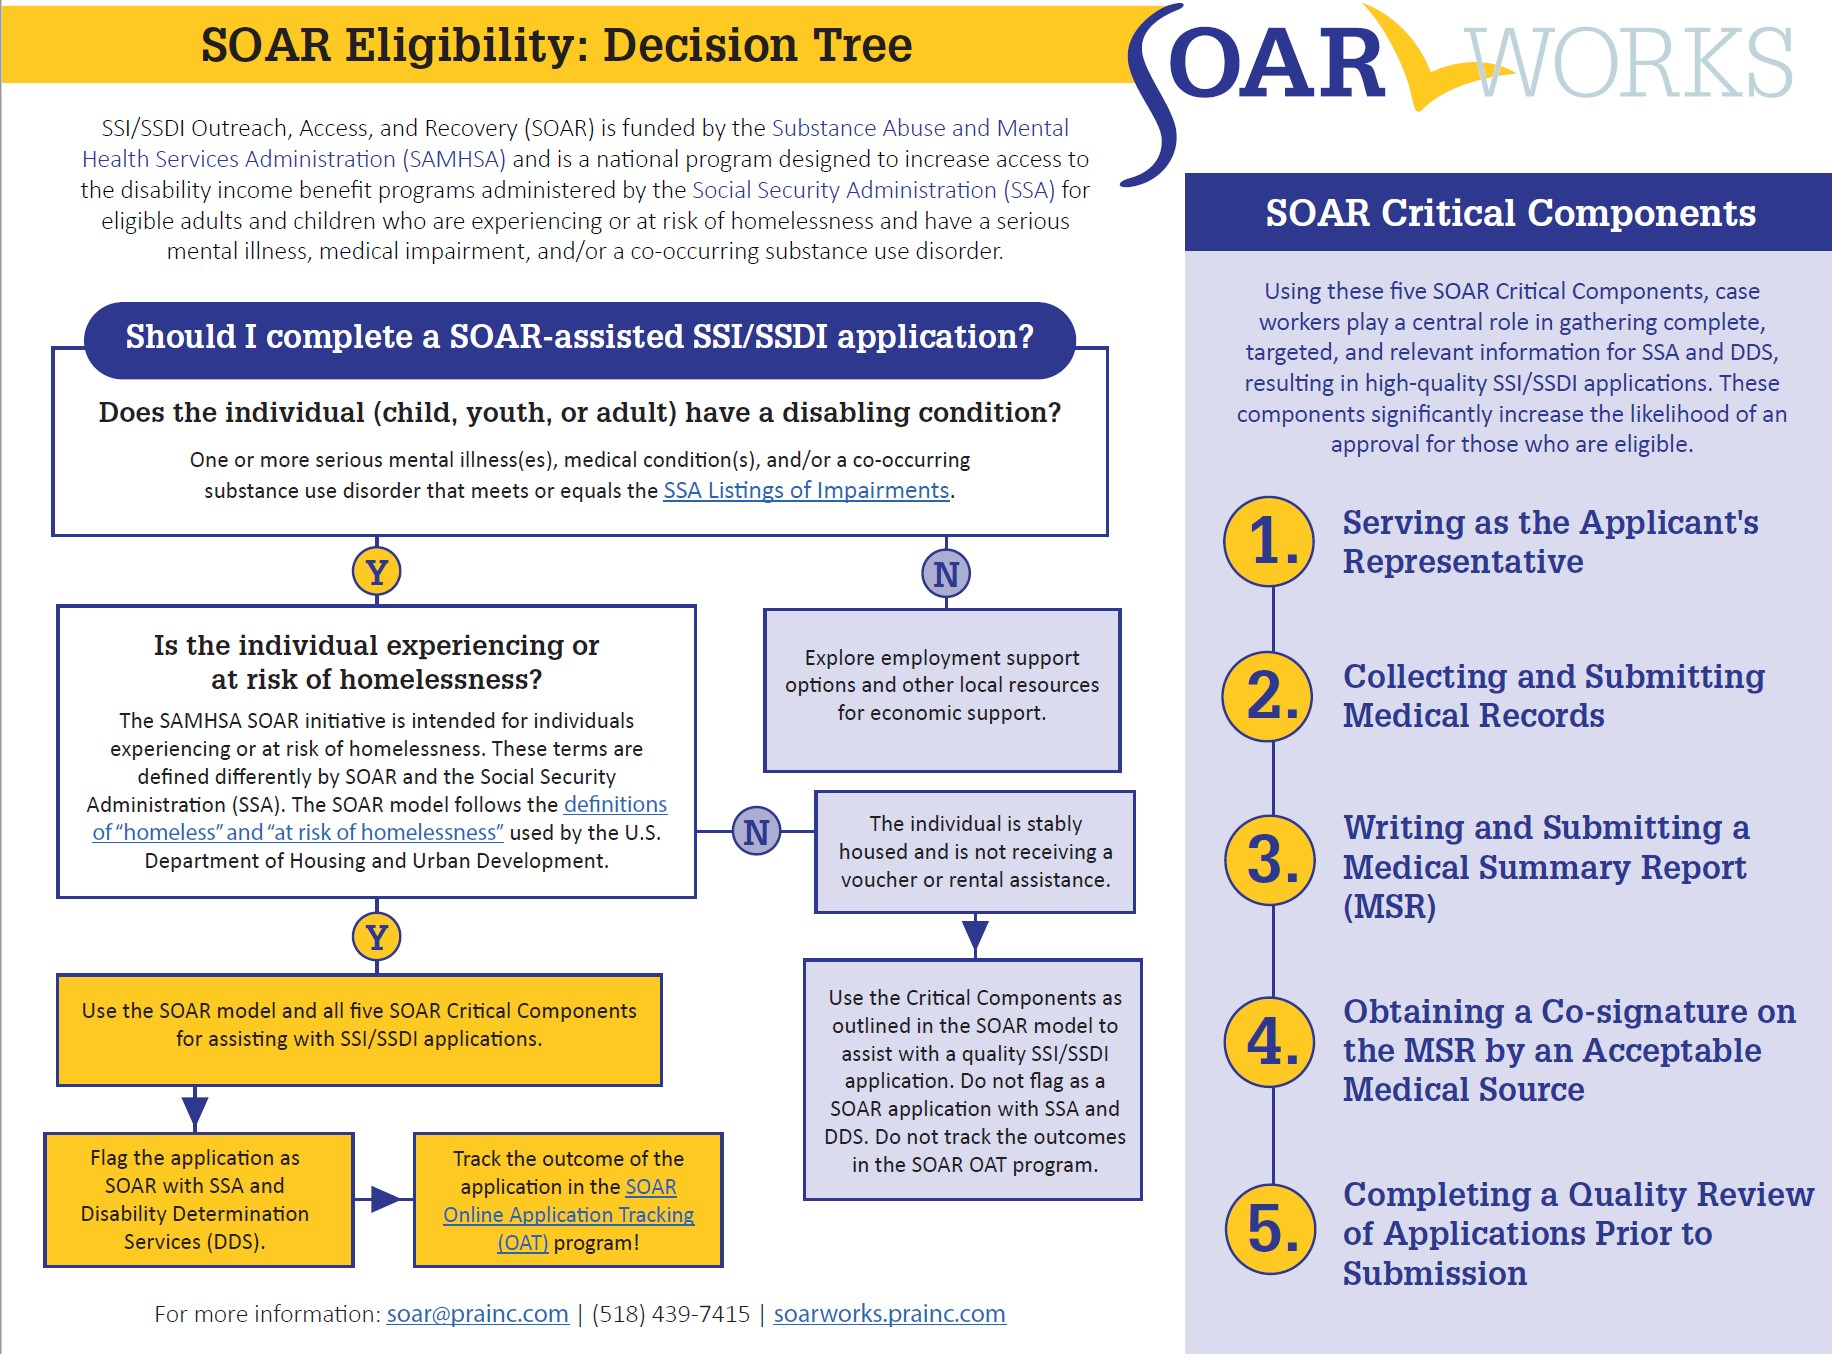 SOAR Eligibility: Decision Tree
SOAR WORKS
SSI/SSDI Outreach, Access, and Recovery (SOAR) is funded by the Substance Abuse and Mental
Health Services Administration (SAMHSA) and is a national program designed to increase access to
the disability income benefit programs administered by the Social Security Administration (SSA) for
eligible adults and children who are experiencing or at risk of homelessness and have a serious
mental illness, medical impairment, and/or a co-occurring substance use disorder.
Should I complete a SOAR-assisted SSI/SSDI application?
Does the individual (child, youth, or adult) have a disabling condition?
One or more serious mental illness(es), medical condition(s), and/or a co-occurring
substance use disorder that meets or equals the SSA Listings of Impairments.
Y
N
Is the individual experiencing or
at risk of homelessness?
The SAMHSA SOAR initiative is intended for individuals
experiencing or at risk of homelessness. These terms are
defined differently by SOAR and the Social Security
Administration (SSA). The SOAR model follows the definitions
of “homeless” and “at risk of homelessness” used by the U.S.
Department of Housing and Urban Development.
Explore employment support
options and other local resources
for economic support.
N
The individual is stably
housed and is not receiving a
voucher or rental assistance.
Y
Use the SOAR model and all five SOAR Critical Components
for assisting with SSI/SSDI applications.
Use the Critical Components as
outlined in the SOAR model to
assist with a quality SSI/SSDI
application. Do not flag as a
SOAR application with SSA and
DDS. Do not track the outcomes
in the SOAR OAT program.
Flag the application as
SOAR with SSA and
Disability Determination
Services (DDS).
Track the outcome of the
application in the SOAR
Online Application Tracking
(OAT) program!
For more information: soar@prainc.com | (518) 439-7415 | soarworks.prainc.com
SOAR Critical Components
Using these five SOAR Critical Components, case
workers play a central role in gathering complete,
targeted, and relevant information for SSA and DDS,
resulting in high-quality SSI/SSDI applications. These
components significantly increase the likelihood of an
approval for those who are eligible.
1. Serving as the Applicant's
Representative
2. Collecting and Submitting
Medical Records
3. Writing and Submitting a
Medical Summary Report
(MSR)
4. Obtaining a Co-signature on
the MSR by an Acceptable
Medical Source
5. Completing a Quality Review
of Applications Prior to
Submission